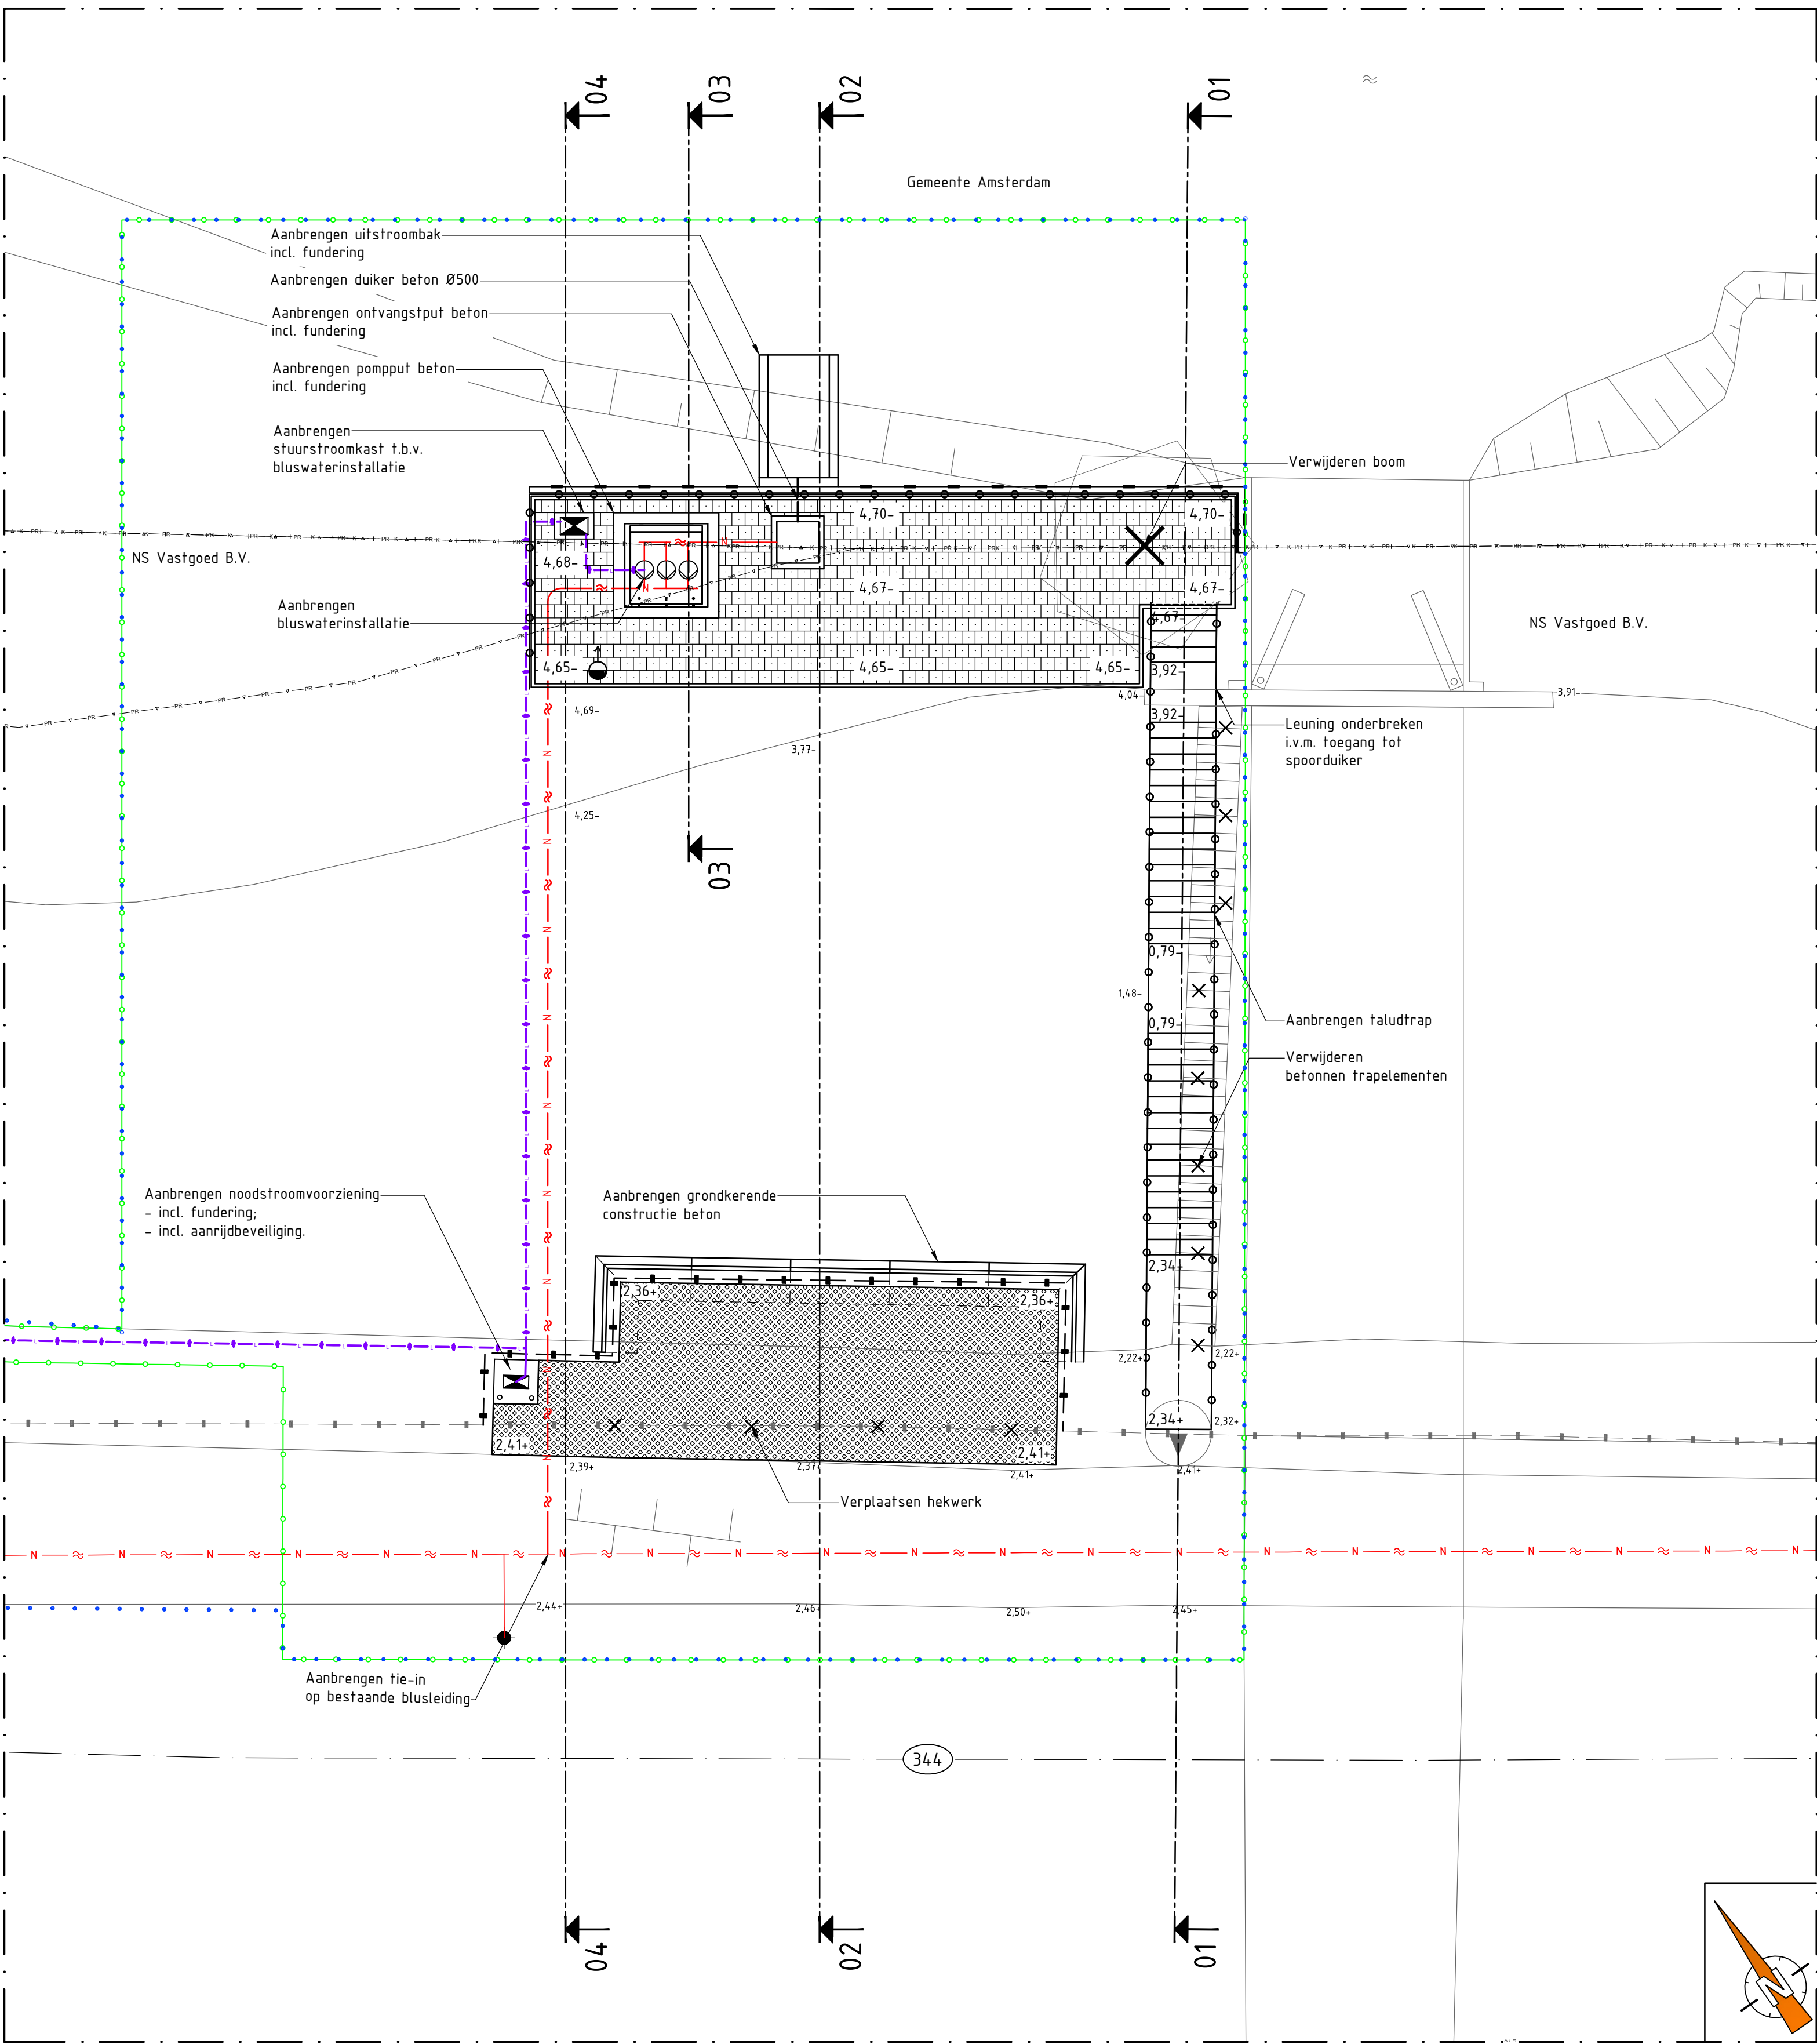 04
03
02
01
Gemeente Amsterdam
Aanbrengen uitstroombak
incl. fundering
Aanbrengen duiker beton Ø500
Aanbrengen ontvangstput beton
incl. fundering
Aanbrengen pompput beton
incl. fundering
Aanbrengen
stuurstroomkast t.b.v.
bluswaterinstallatie
Verwijderen boom
4,70-
4,70-
NS Vastgoed B.V.
4,68-
4,67-
4,67-
Aanbrengen
bluswaterinstallatie
4,67-
NS Vastgoed B.V.
4,65-
4,65-
4,65-
3,92-
4,04-
3,91-
4,69-
3,92-
Leuning onderbreken
i.v.m. toegang tot
spoorduiker
3,77-
4,25-
03
0,79-
1,48-
0,79-
Aanbrengen taludtrap
Verwijderen
betonnen trapelementen
Aanbrengen noodstroomvoorziening
- incl. fundering;
- incl. aanrijdbeveiliging.
Aanbrengen grondkerende
constructie beton
2,34+
2,36+
2,36+
2,22+
2,22+
2,34+
2,32+
2,41+
2,41+
2,39+
2,37+
2,41+
2,41+
Verplaatsen hekwerk
N N N N N N N N N N N N N N N N N N N N N
2,44+
2,46+
2,50+
2,45+
Aanbrengen tie-in
op bestaande blusleiding
344
04
02
01
N